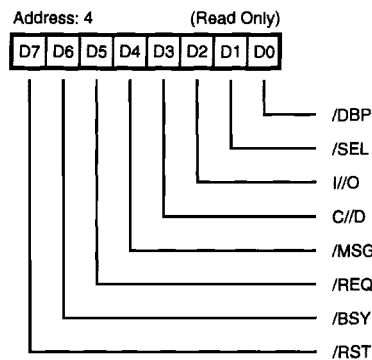 Address: 4 (Read Only)
D7 D6 D5 D4 D3 D2 D1 D0
/DBP
/SEL
I//O
C//D
/MSG
/REQ
/BSY
/RST